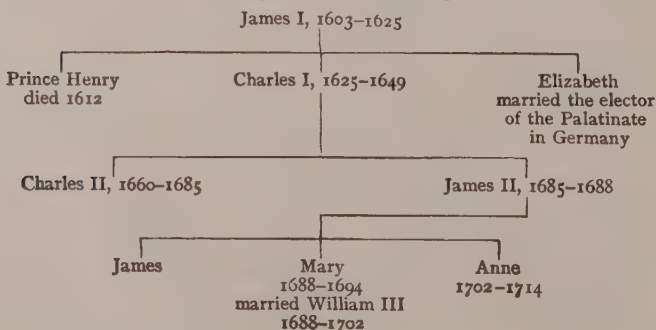 James I, 1603–1625
Prince Henry
died 1612
Charles I, 1625–1649
Elizabeth
married the elector
of the Palatinate
in Germany
Charles II, 1660–1685
James II, 1685–1688
James
Mary
1688–1694
married William III
1688–1702
Anne
1702–1714